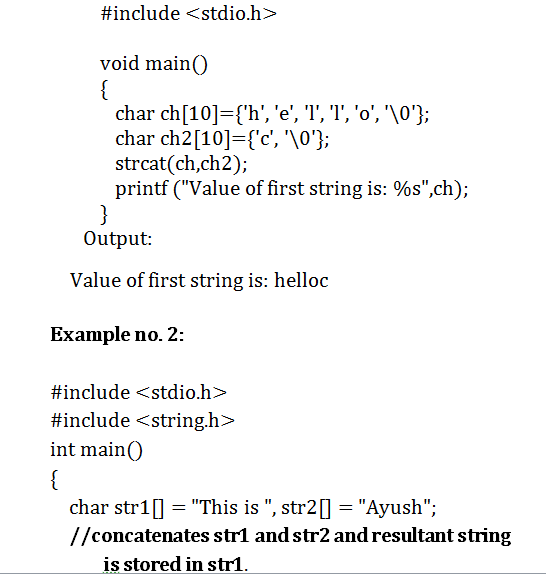 #include <stdio.h>
void main()
{
char ch[10]={'h', 'e', 'l', 'l', 'o', '\0'};
char ch2[10]={'c', '\0'};
strcat(ch,ch2);
printf ("Value of first string is: %s",ch);
}
Output:
Value of first string is: helloc
Example no. 2:
#include <stdio.h>
#include <string.h>
int main()
{
char str1[] = "This is ", str2[] = "Ayush";
//concatenates str1 and str2 and resultant string
is stored in str1.